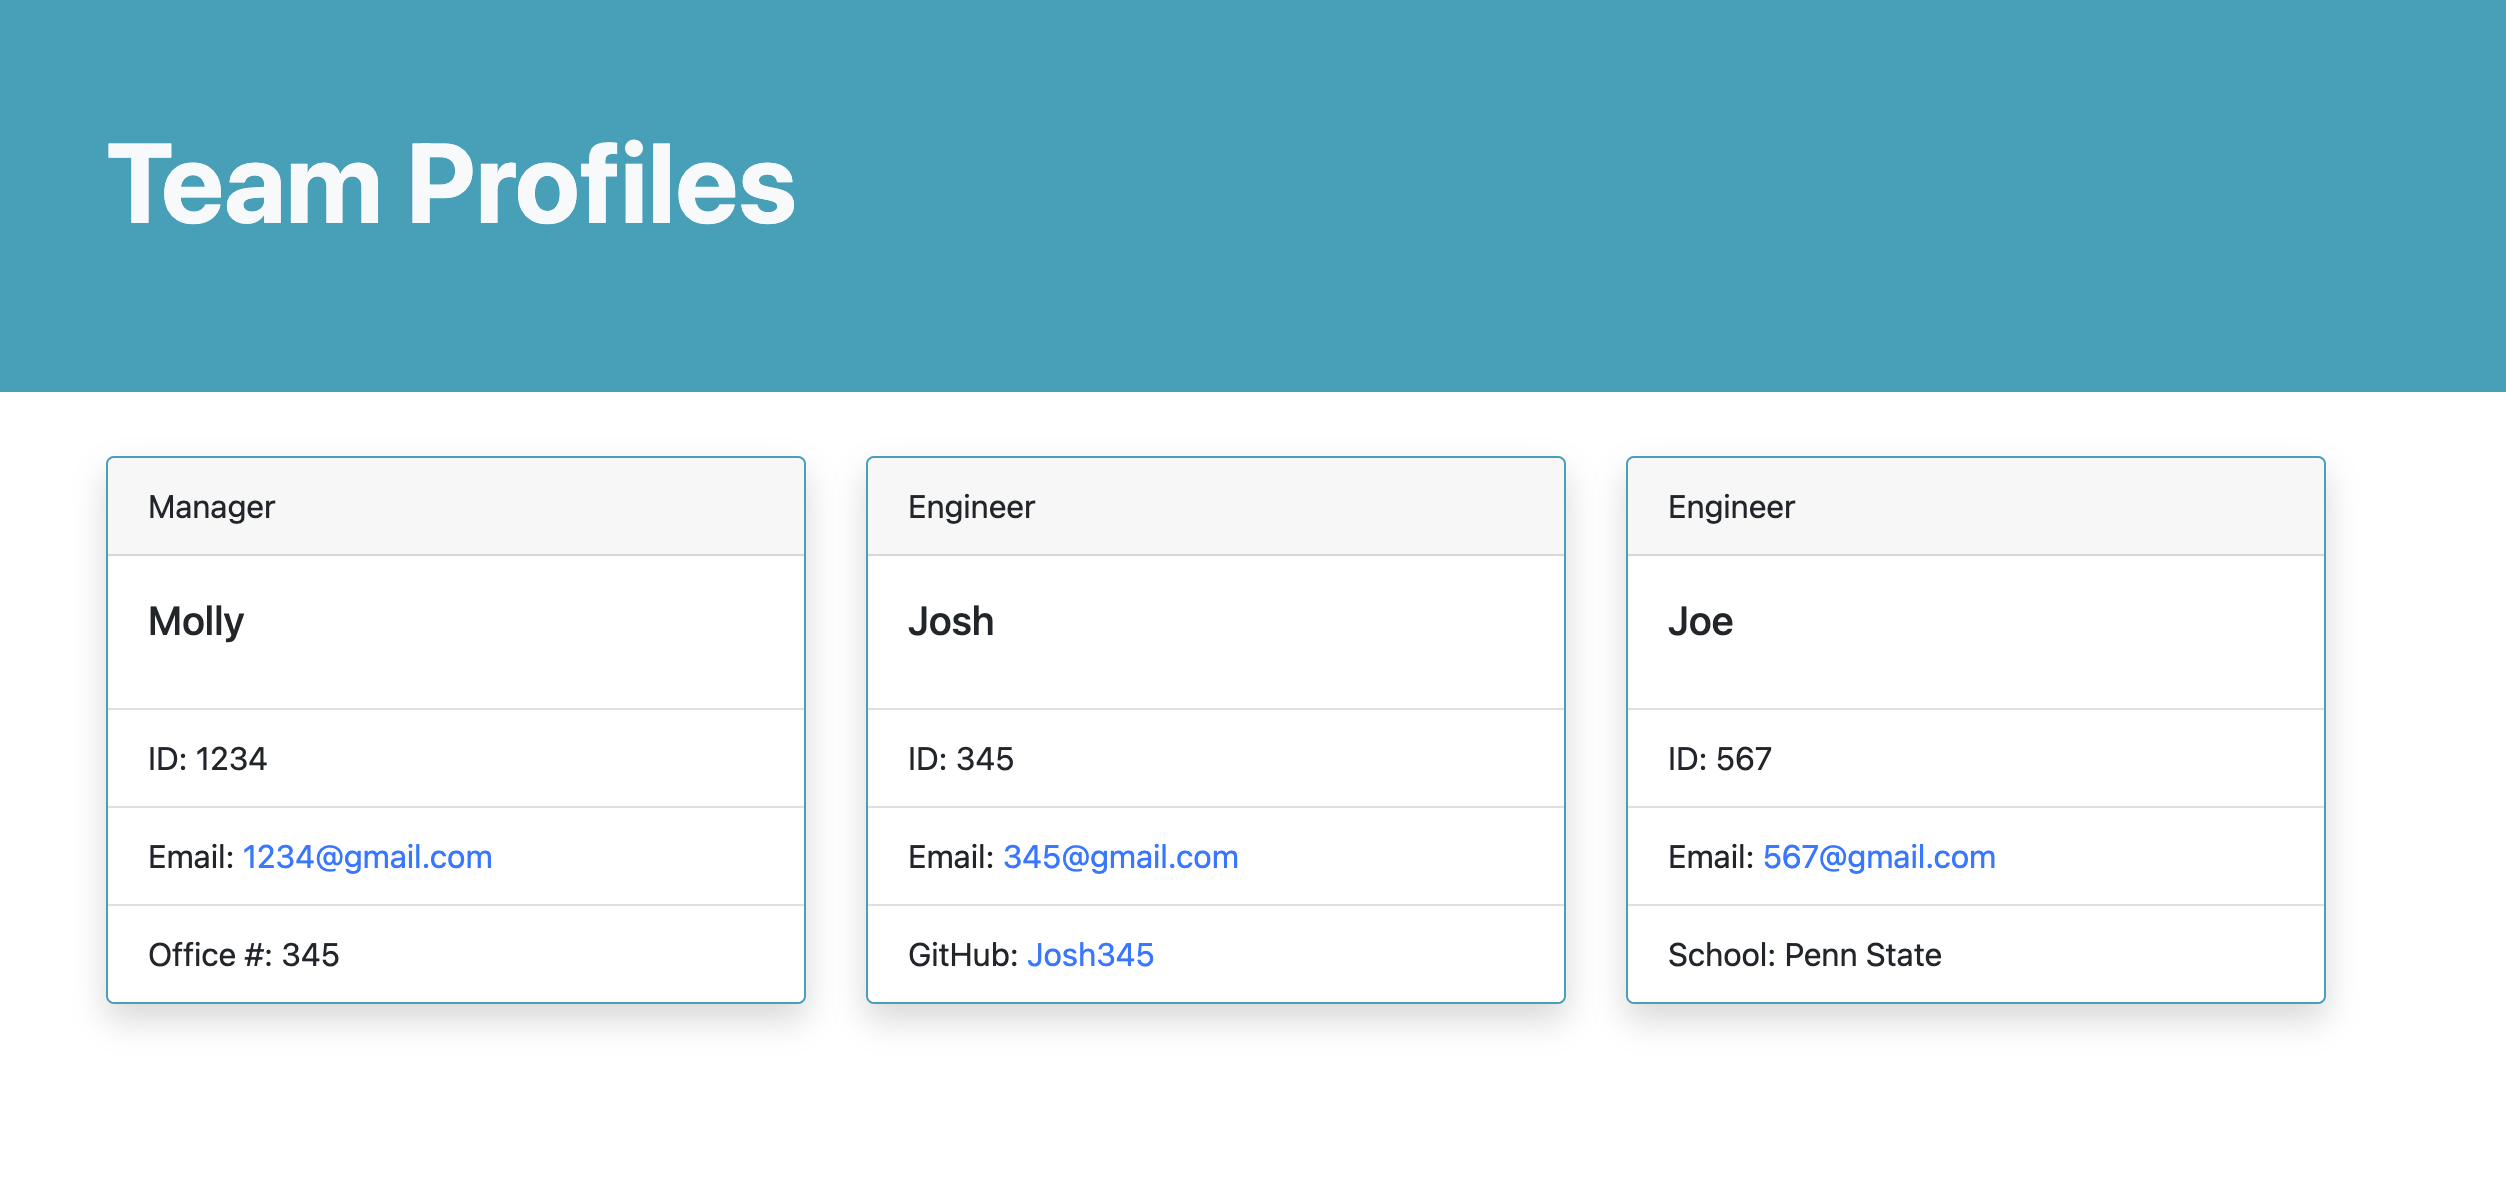 Team Profiles
Manager
Molly
ID: 1234
Email: 1234@gmail.com
Office #: 345
Engineer
Josh
ID: 345
Email: 345@gmail.com
GitHub: Josh345
Engineer
Joe
ID: 567
Email: 567@gmail.com
School: Penn State